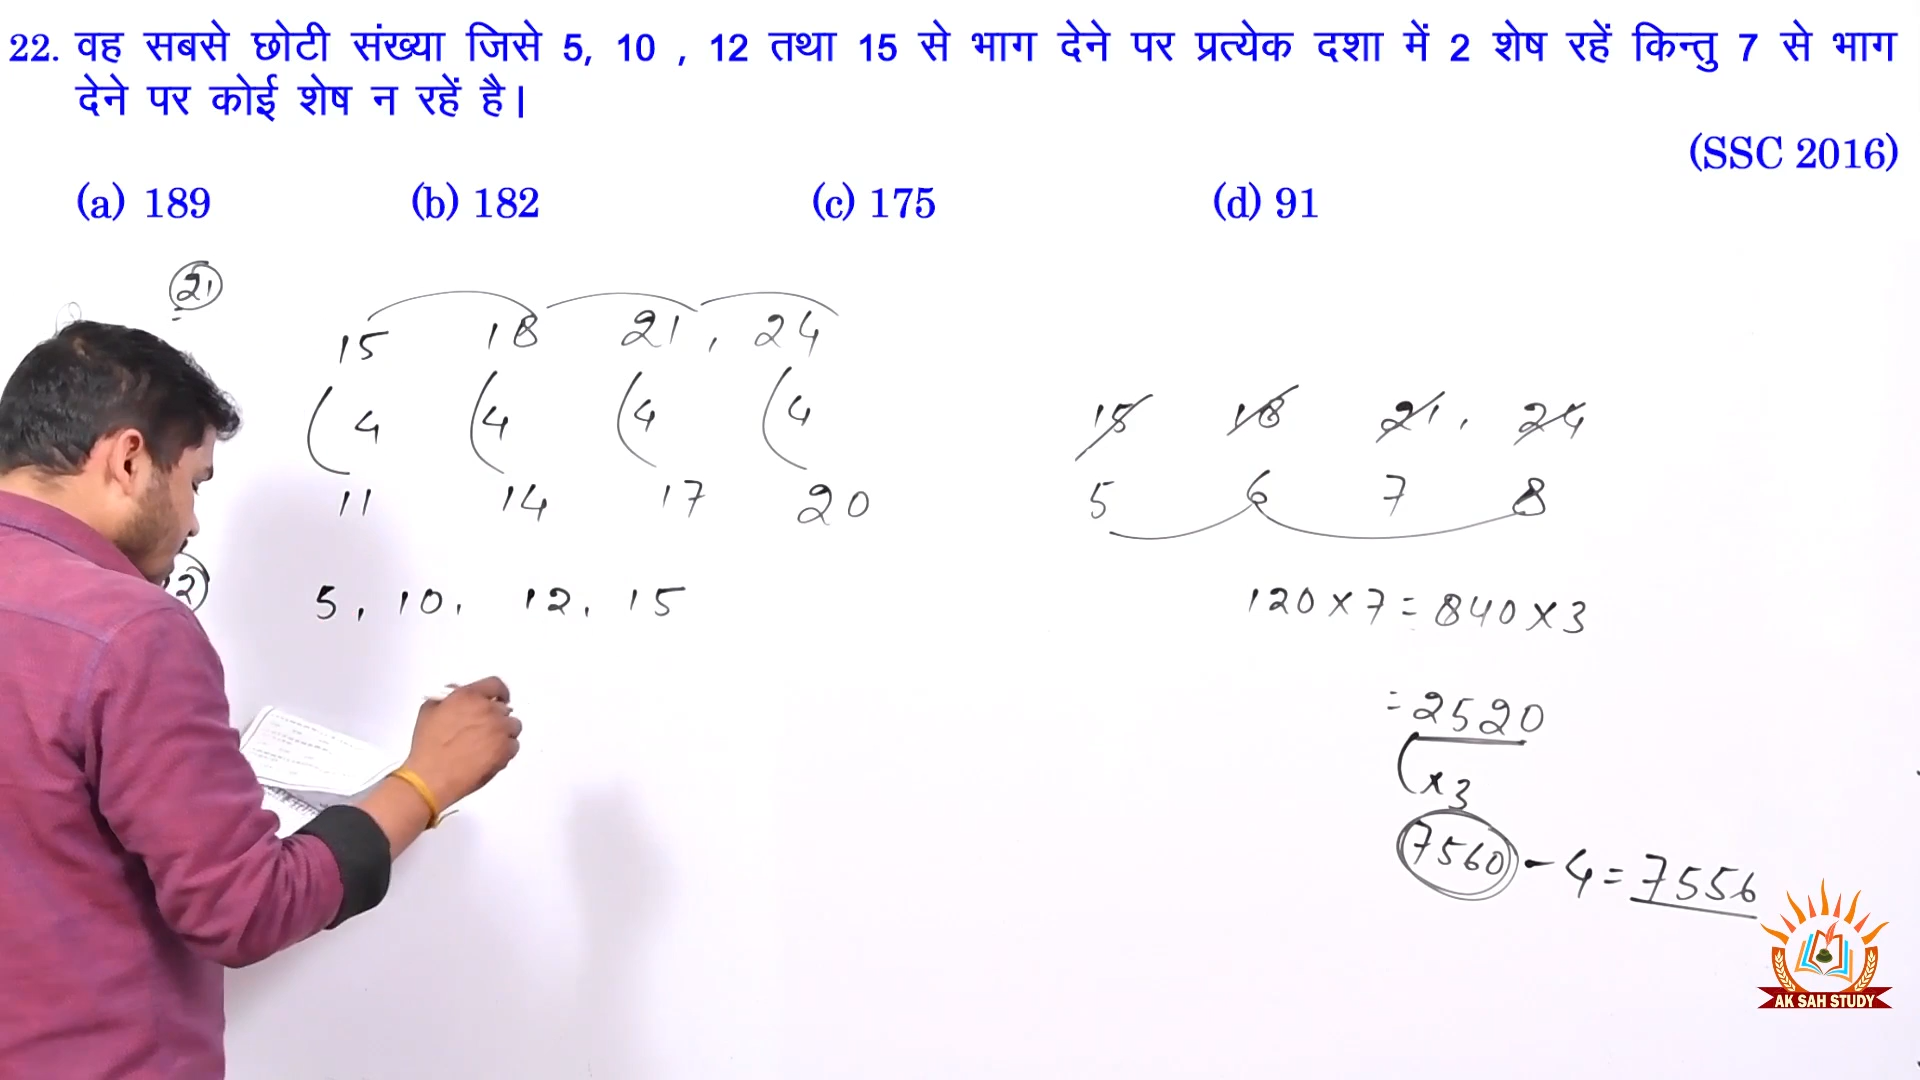 22. वह सबसे छोटी संख्या जिसे 5, 10 , 12 तथा 15 से भाग देने पर प्रत्येक दशा में 2 शेष रहें किन्तु 7 से भाग
देने पर कोई शेष न रहें है।
(SSC 2016)
(a) 189 (b) 182 (c) 175 (d) 91
21
15 18 21, 24
4 4 4 4
11 14 17 20
15 18 21, 24
5 6 7 8
5, 10, 12, 15
120 × 7 = 840 × 3
= 2520
× 3
7560 - 4 = 7556
AK SAH STUDY